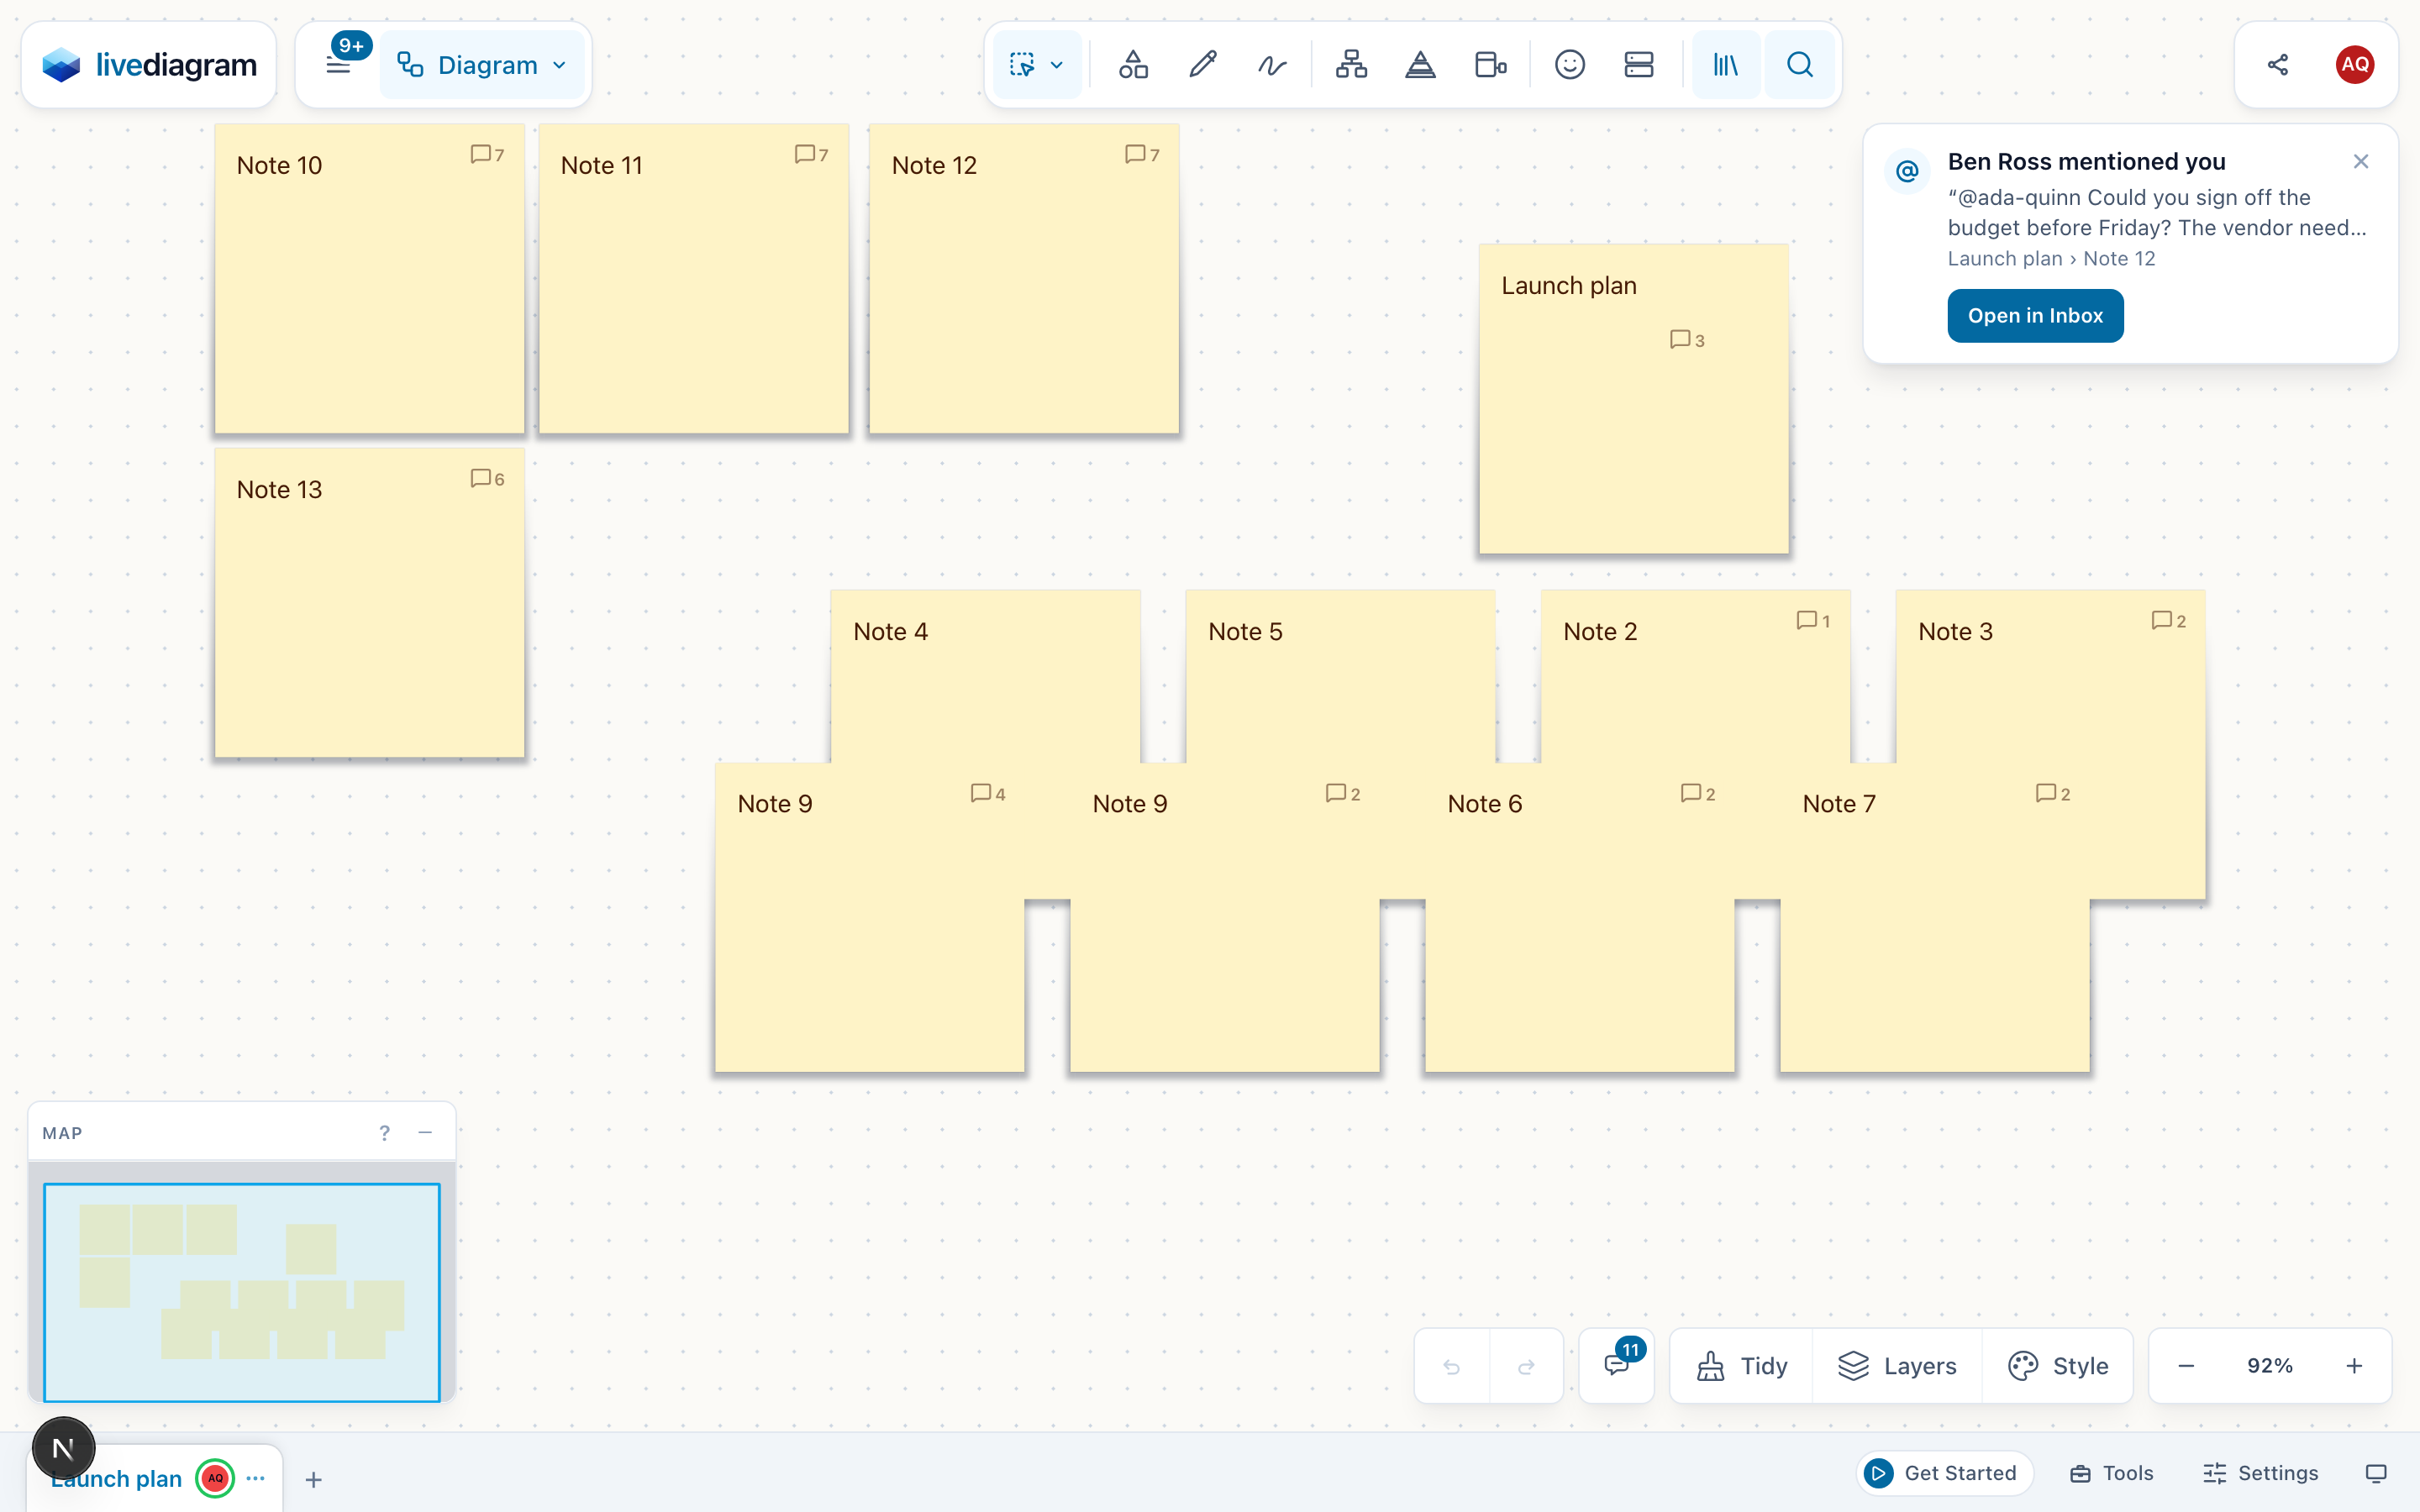 livediagram
9+
Diagram
AQ
Note 10
7
Note 11
7
Note 12
7
Ben Ross mentioned you
“@ada-quinn Could you sign off the
budget before Friday? The vendor need...
Launch plan › Note 12
Open in Inbox
Launch plan
3
Note 13
6
Note 4
Note 5
Note 2
1
Note 3
2
Note 9
4
Note 9
2
Note 6
2
Note 7
2
MAP
?
11
Tidy
Layers
Style
92%
N
Launch plan
AQ
Get Started
Tools
Settings